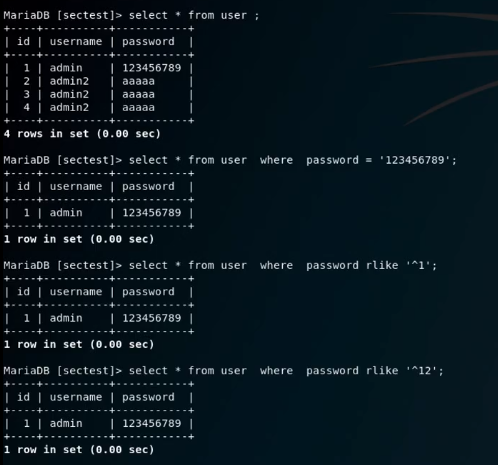 MariaDB [sectest]> select * from user ;
+----+----------+-----------+
| id | username | password  |
+----+----------+-----------+
|  1 | admin    | 123456789 |
|  2 | admin2   | aaaaa     |
|  3 | admin2   | aaaaa     |
|  4 | admin2   | aaaaa     |
+----+----------+-----------+
4 rows in set (0.00 sec)
MariaDB [sectest]> select * from user  where  password = '123456789';
+----+----------+-----------+
| id | username | password  |
+----+----------+-----------+
|  1 | admin    | 123456789 |
+----+----------+-----------+
1 row in set (0.00 sec)
MariaDB [sectest]> select * from user  where  password rlike '^1';
+----+----------+-----------+
| id | username | password  |
+----+----------+-----------+
|  1 | admin    | 123456789 |
+----+----------+-----------+
1 row in set (0.00 sec)
MariaDB [sectest]> select * from user  where  password rlike '^12';
+----+----------+-----------+
| id | username | password  |
+----+----------+-----------+
|  1 | admin    | 123456789 |
+----+----------+-----------+
1 row in set (0.00 sec)